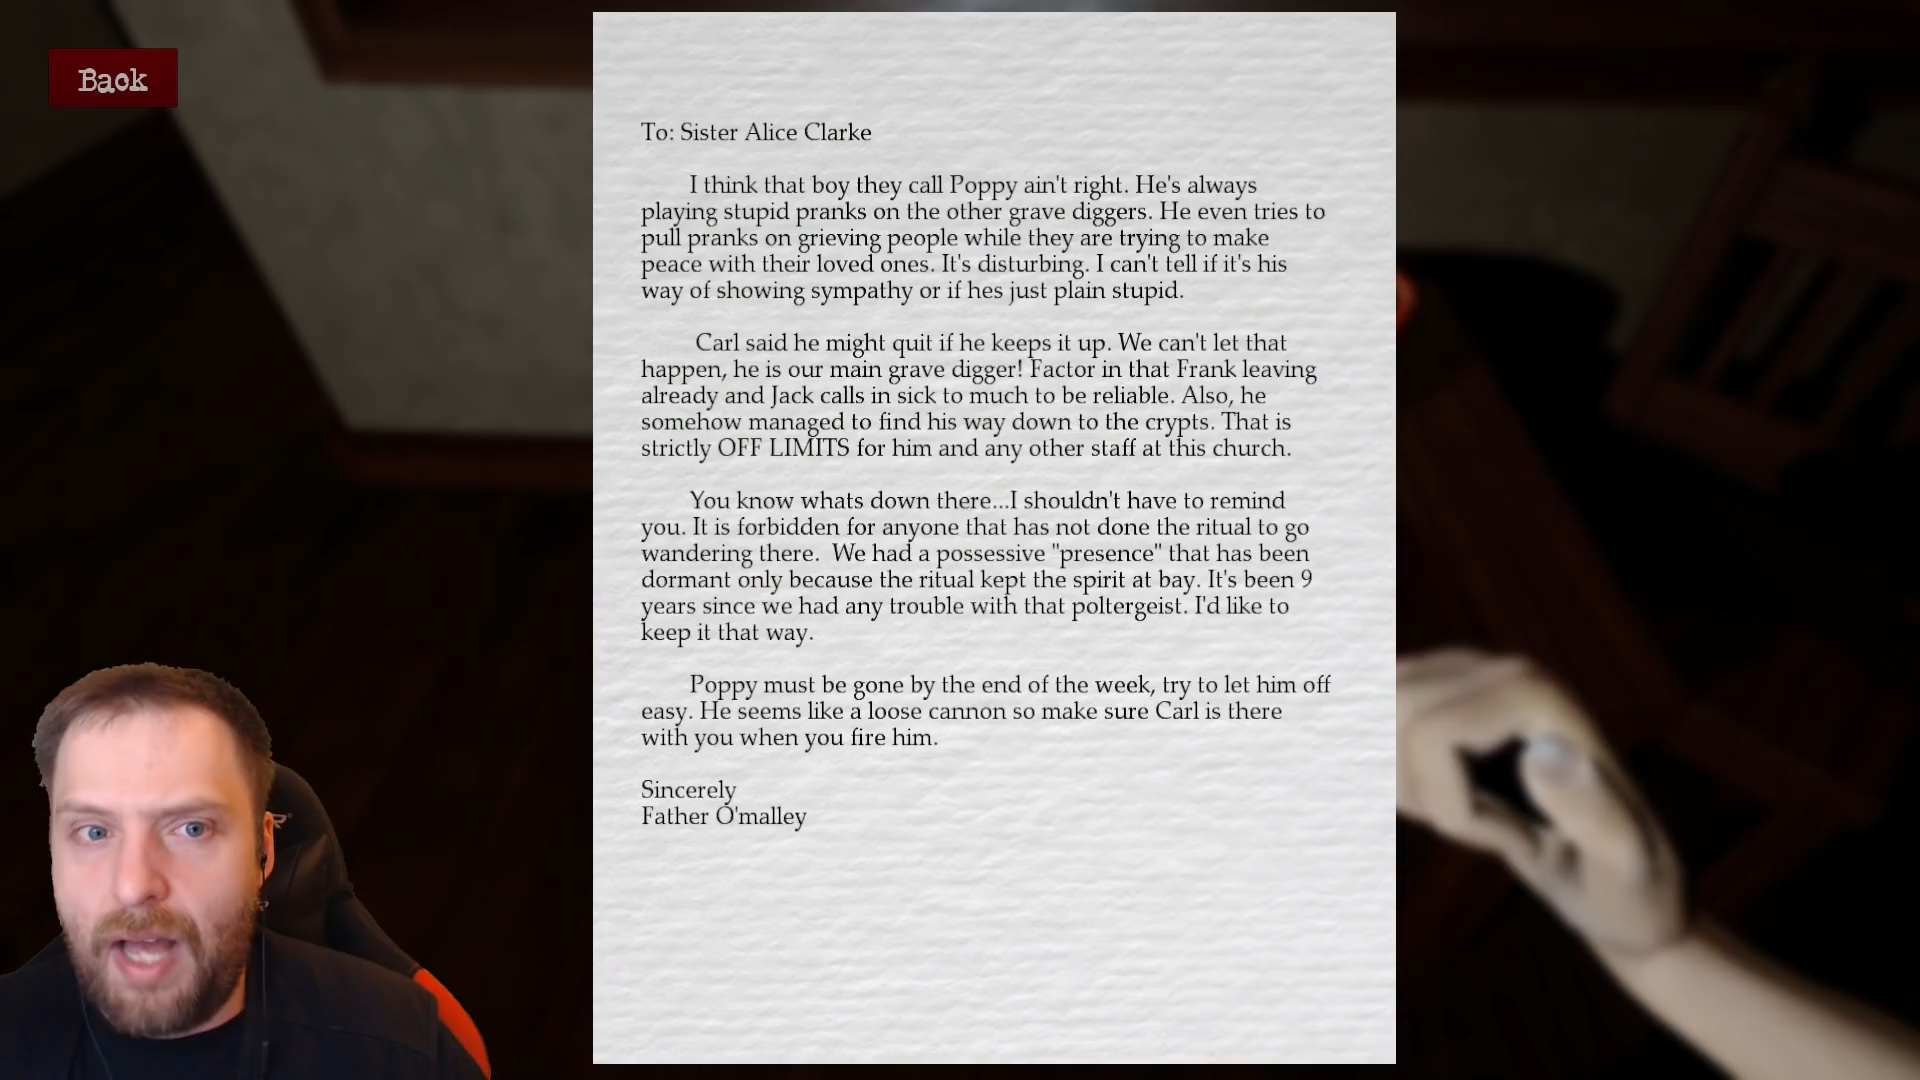 Back
To: Sister Alice Clarke
I think that boy they call Poppy ain't right. He's always
playing stupid pranks on the other grave diggers. He even tries to
pull pranks on grieving people while they are trying to make
peace with their loved ones. It's disturbing. I can't tell if it's his
way of showing sympathy or if hes just plain stupid.
Carl said he might quit if he keeps it up. We can't let that
happen, he is our main grave digger! Factor in that Frank leaving
already and Jack calls in sick to much to be reliable. Also, he
somehow managed to find his way down to the crypts. That is
strictly OFF LIMITS for him and any other staff at this church.
You know whats down there...I shouldn't have to remind
you. It is forbidden for anyone that has not done the ritual to go
wandering there.  We had a possessive "presence" that has been
dormant only because the ritual kept the spirit at bay. It's been 9
years since we had any trouble with that poltergeist. I'd like to
keep it that way.
Poppy must be gone by the end of the week, try to let him off
easy. He seems like a loose cannon so make sure Carl is there
with you when you fire him.
Sincerely
Father O'malley